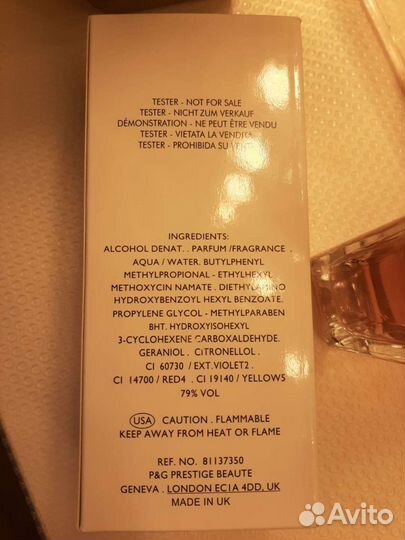 TESTER - NOT FOR SALE
TESTER - NICHT ZUM VERKAUF
DÉMONSTRATION - NE PEUT ÊTRE VENDU
TESTER - VIETATA LA VENDITA
TESTER - PROHIBIDA SU
INGREDIENTS:
ALCOHOL DENAT. . PARFUM /FRAGRANCE .
AQUA / WATER. BUTYLPHENYL
METHYLPROPIONAL - ETHYLHEXYL
METHOXYCIN NAMATE . DIETHYLAMINO
HYDROXYBENZOYL HEXYL BENZOATE.
PROPYLENE GLYCOL - METHYLPARABEN
BHT. HYDROXYISOHEXYL
3-CYCLOHEXENE CARBOXALDEHYDE.
GERANIOL . CITRONELLOL .
CI 60730 / EXT.VIOLET2 .
CI 14700 / RED4 . CI 19140 / YELLOW5
79% VOL
USA CAUTION . FLAMMABLE
KEEP AWAY FROM HEAT OR FLAME
REF. NO. 81137350
P&G PRESTIGE BEAUTE
GENEVA . LONDON EC1A 4DD, UK
MADE IN UK
Avito